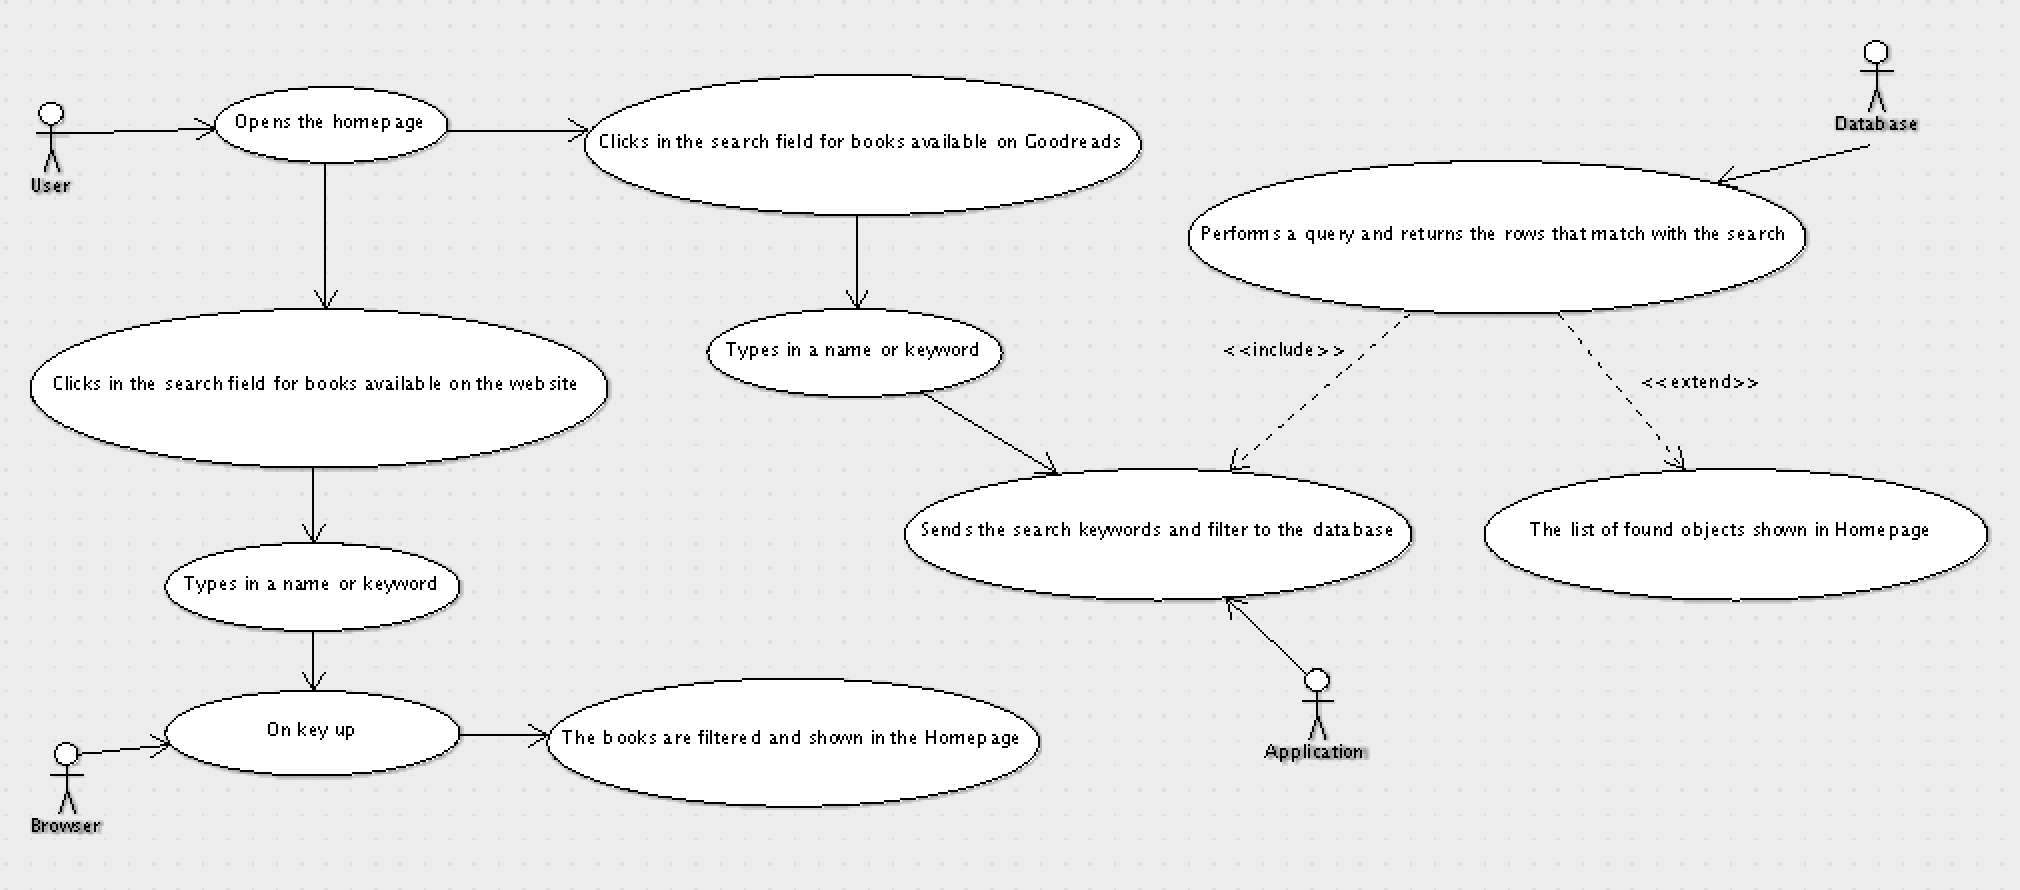 Database
Opens the homepage
Clicks in the search field for books available on Goodreads
User
Performs a query and returns the rows that match with the search
Types in a name or keyword
<<include>>
<<extend>>
Clicks in the search field for books available on the website
Sends the search keywords and filter to the database
The list of found objects shown in Homepage
Types in a name or keyword
On key up
The books are filtered and shown in the Homepage
Application
Browser